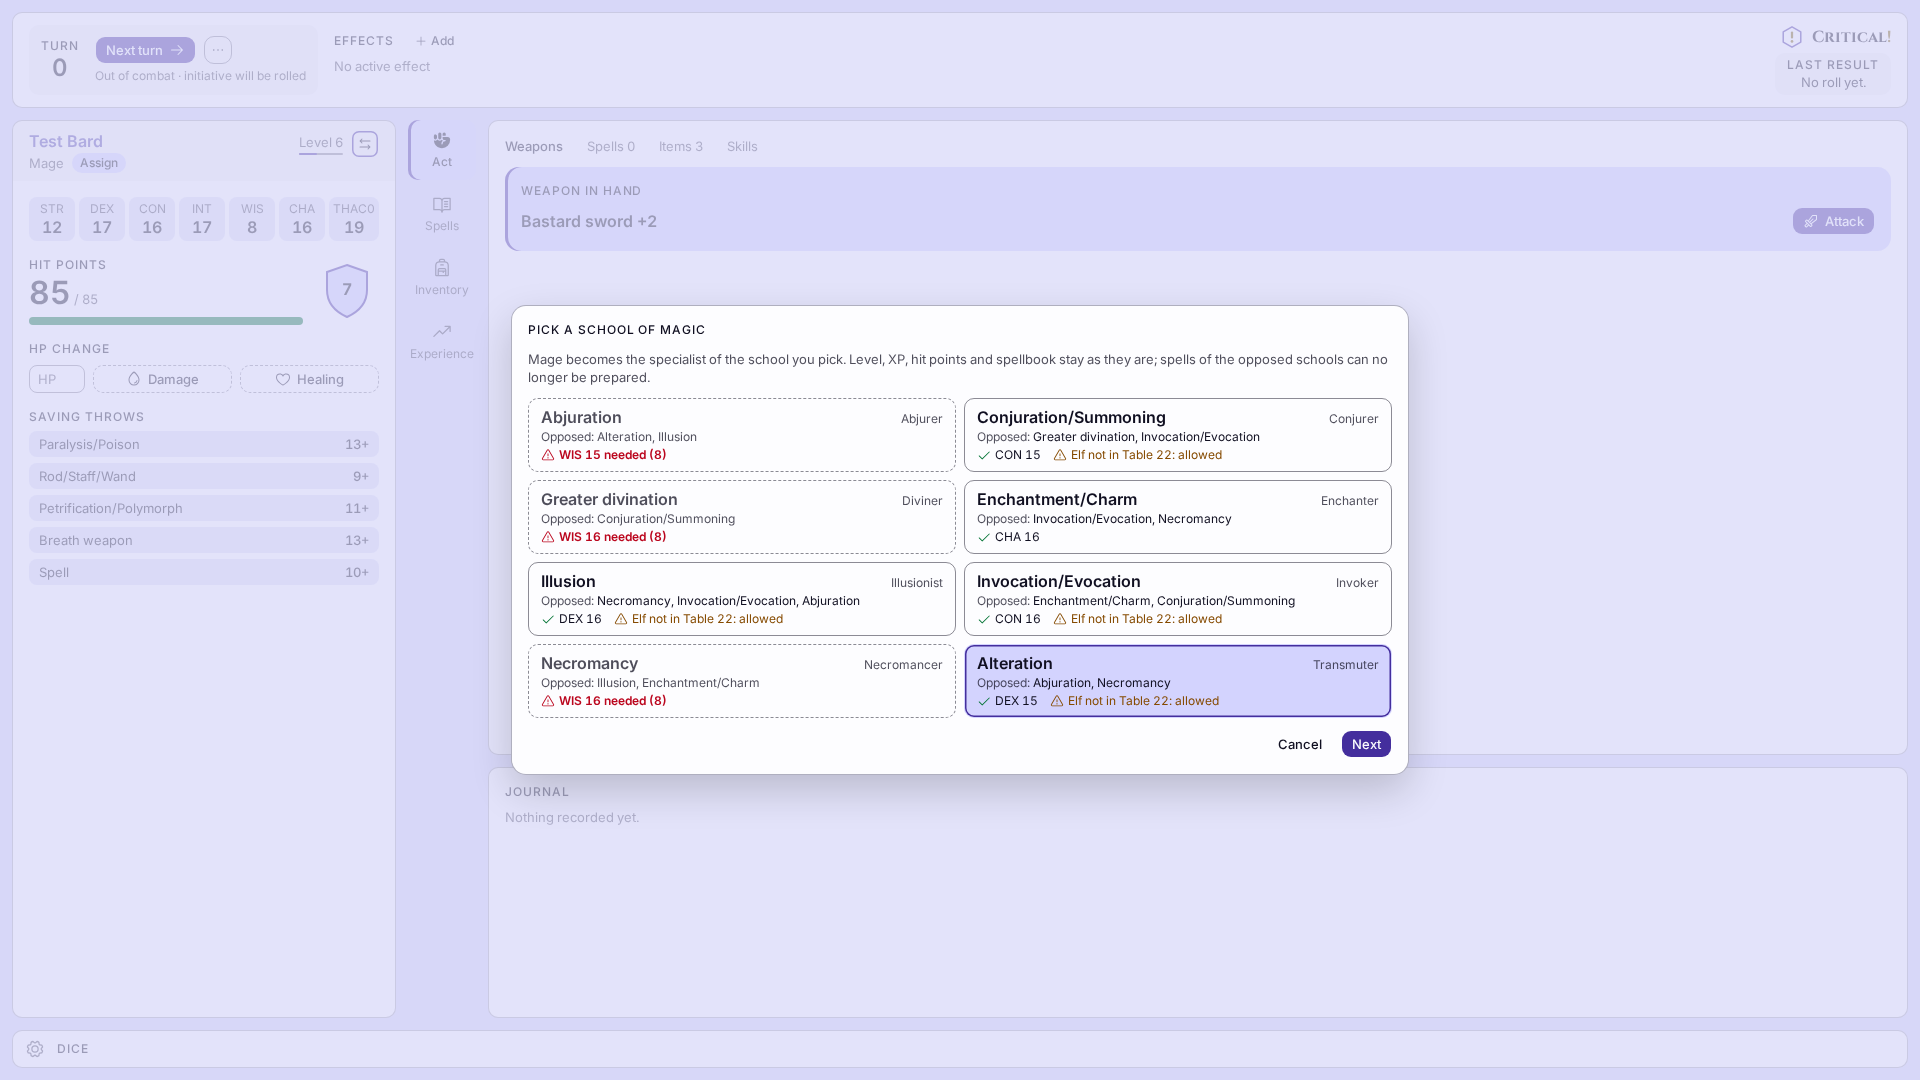 TURN
0
Next turn
Out of combat · initiative will be rolled
EFFECTS
Add
No active effect
CRITICAL!
LAST RESULT
No roll yet.
Test Bard
Mage Assign
Level 6
STR 12
DEX 17
CON 16
INT 17
WIS 8
CHA 16
THAC0 19
HIT POINTS
85 / 85
7
HP CHANGE
HP
Damage
Healing
SAVING THROWS
Paralysis/Poison 13+
Rod/Staff/Wand 9+
Petrification/Polymorph 11+
Breath weapon 13+
Spell 10+
Act
Spells
Inventory
Experience
Weapons Spells 0 Items 3 Skills
WEAPON IN HAND
Bastard sword +2
Attack
PICK A SCHOOL OF MAGIC
Mage becomes the specialist of the school you pick. Level, XP, hit points and spellbook stay as they are; spells of the opposed schools can no
longer be prepared.
Abjuration Abjurer
Opposed: Alteration, Illusion
WIS 15 needed (8)
Conjuration/Summoning Conjurer
Opposed: Greater divination, Invocation/Evocation
CON 15 Elf not in Table 22: allowed
Greater divination Diviner
Opposed: Conjuration/Summoning
WIS 16 needed (8)
Enchantment/Charm Enchanter
Opposed: Invocation/Evocation, Necromancy
CHA 16
Illusion Illusionist
Opposed: Necromancy, Invocation/Evocation, Abjuration
DEX 16 Elf not in Table 22: allowed
Invocation/Evocation Invoker
Opposed: Enchantment/Charm, Conjuration/Summoning
CON 16 Elf not in Table 22: allowed
Necromancy Necromancer
Opposed: Illusion, Enchantment/Charm
WIS 16 needed (8)
Alteration Transmuter
Opposed: Abjuration, Necromancy
DEX 15 Elf not in Table 22: allowed
Cancel Next
JOURNAL
Nothing recorded yet.
DICE